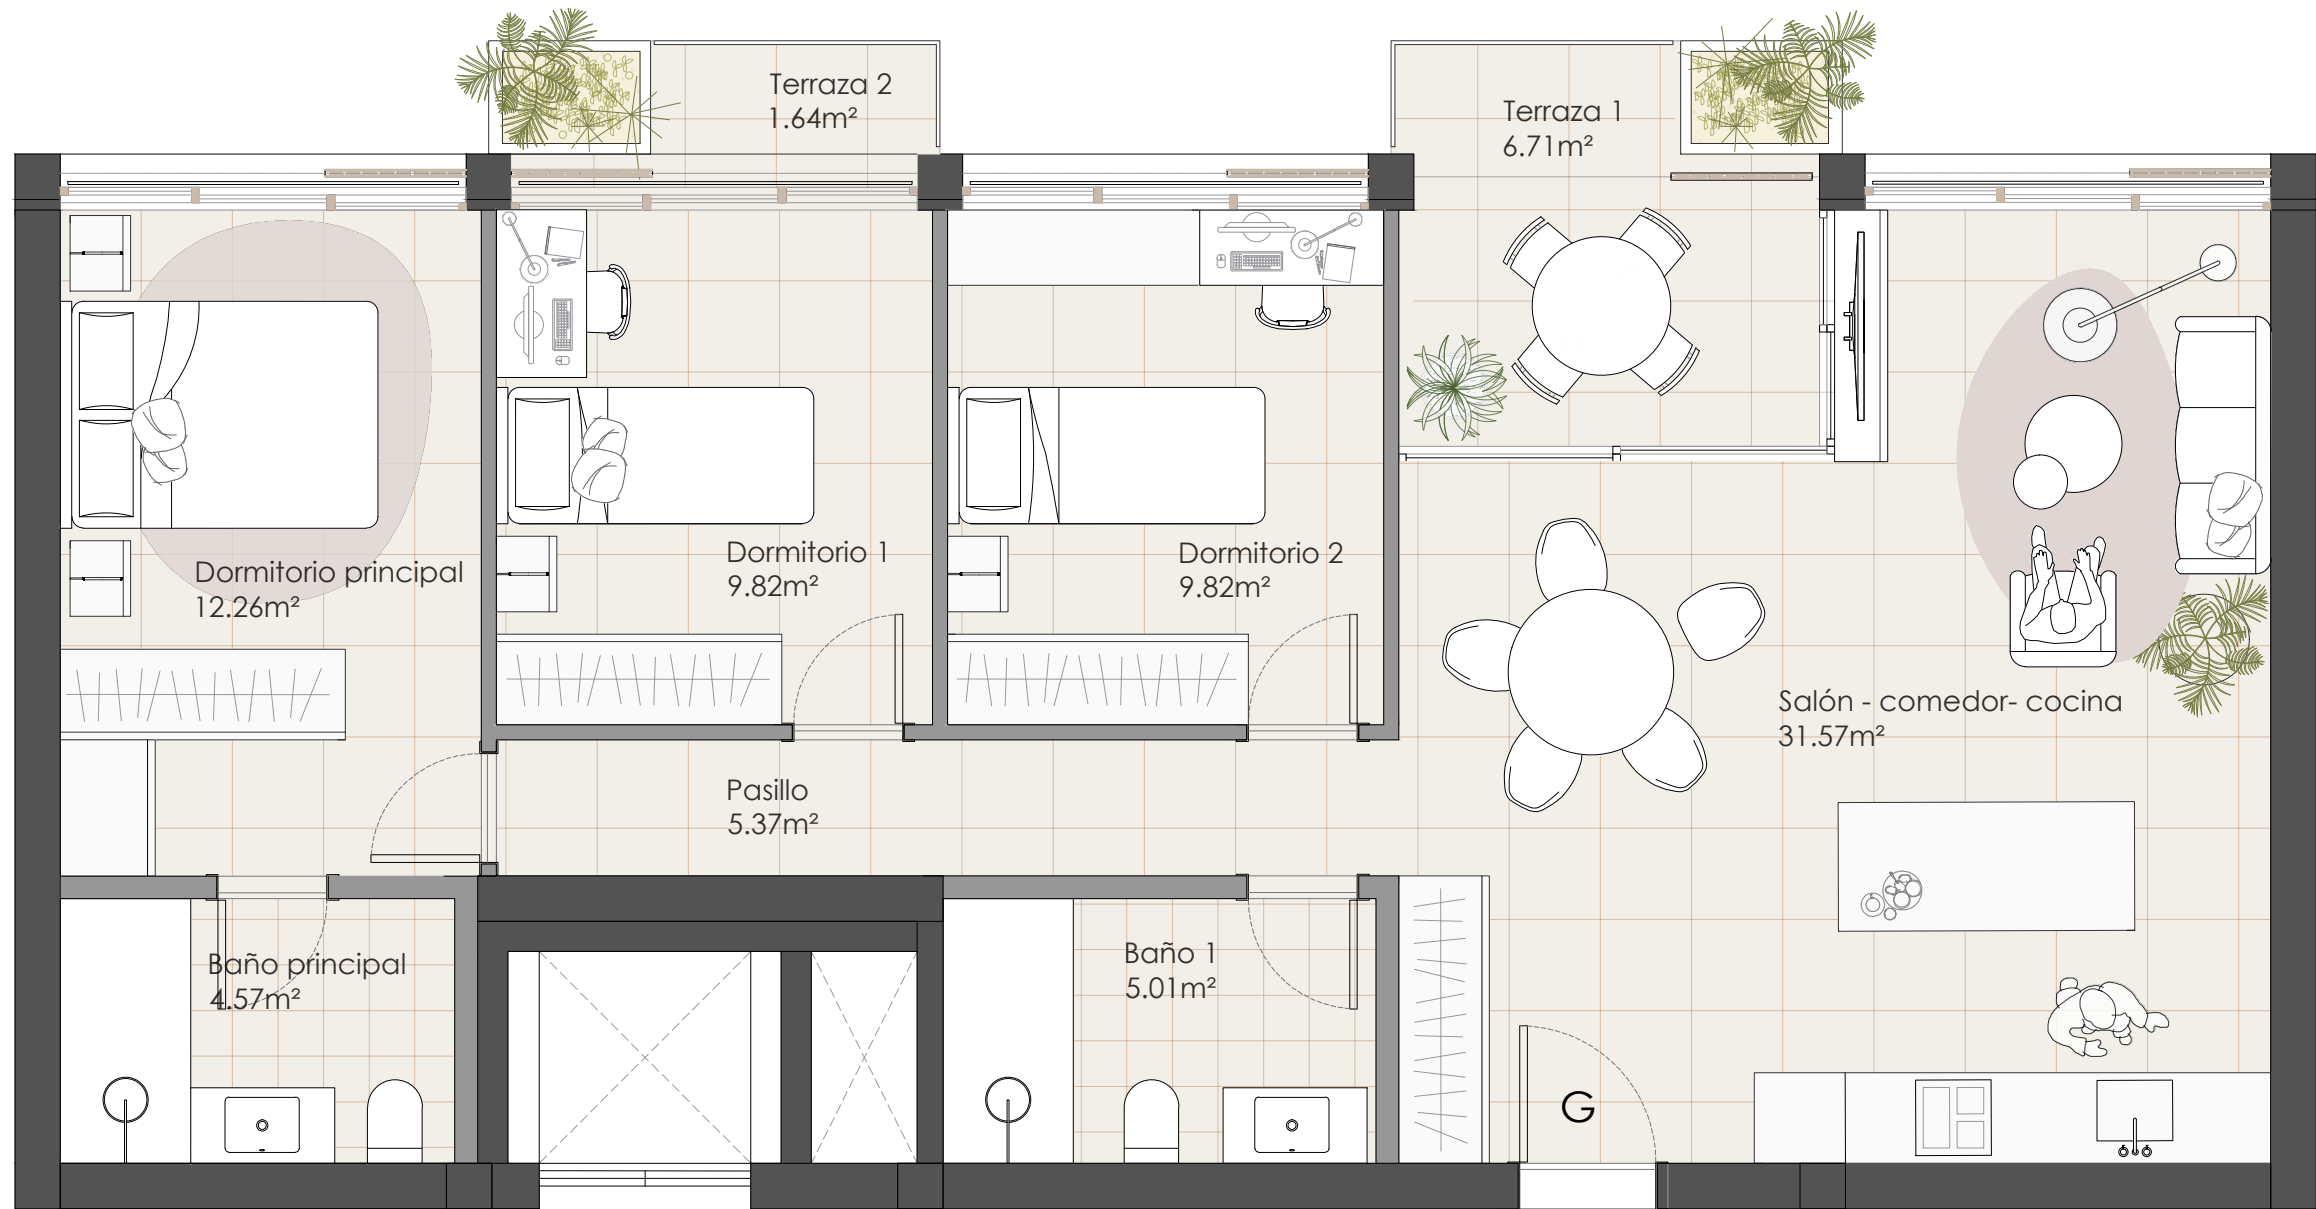 Terraza 2
1.64m²
Terraza 1
6.71m²
Dormitorio principal
12.26m²
Dormitorio 1
9.82m²
Dormitorio 2
9.82m²
Salón - comedor- cocina
31.57m²
Pasillo
5.37m²
Baño principal
4.57m²
Baño 1
5.01m²
G